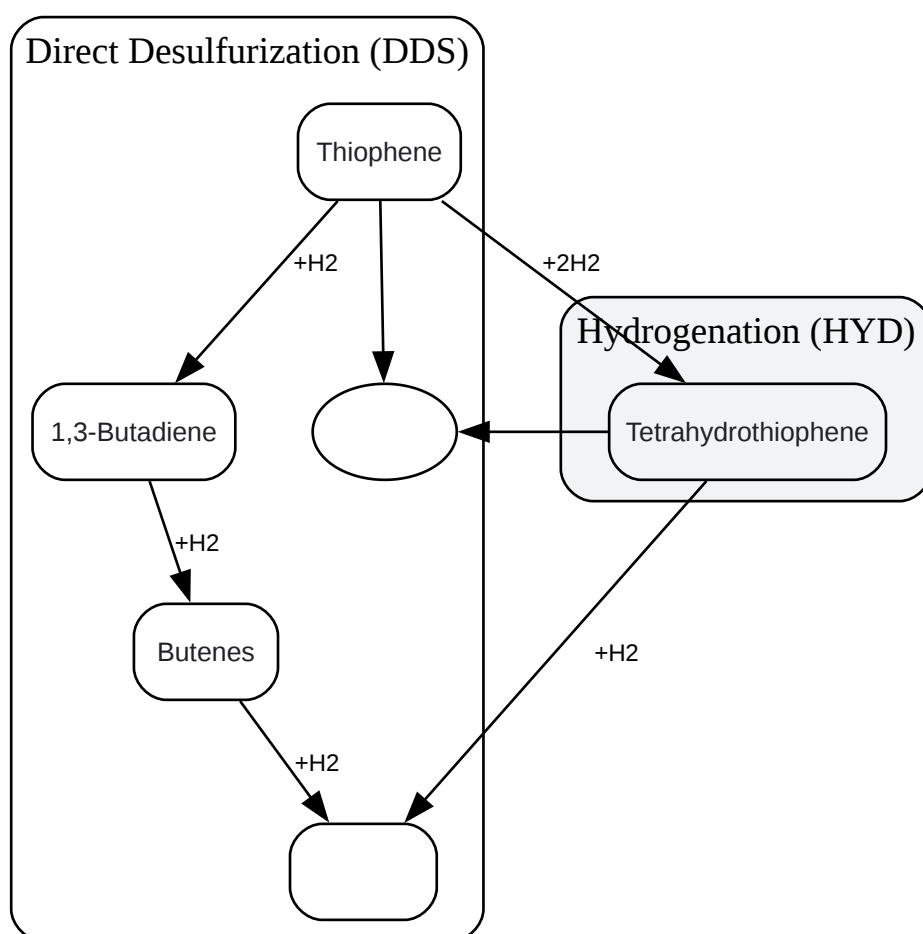 Direct Desulfurization (DDS)
Thiophene
+H2
+2H2
Hydrogenation (HYD)
1,3-Butadiene
Tetrahydrothiophene
+H2
Butenes
+H2
+H2